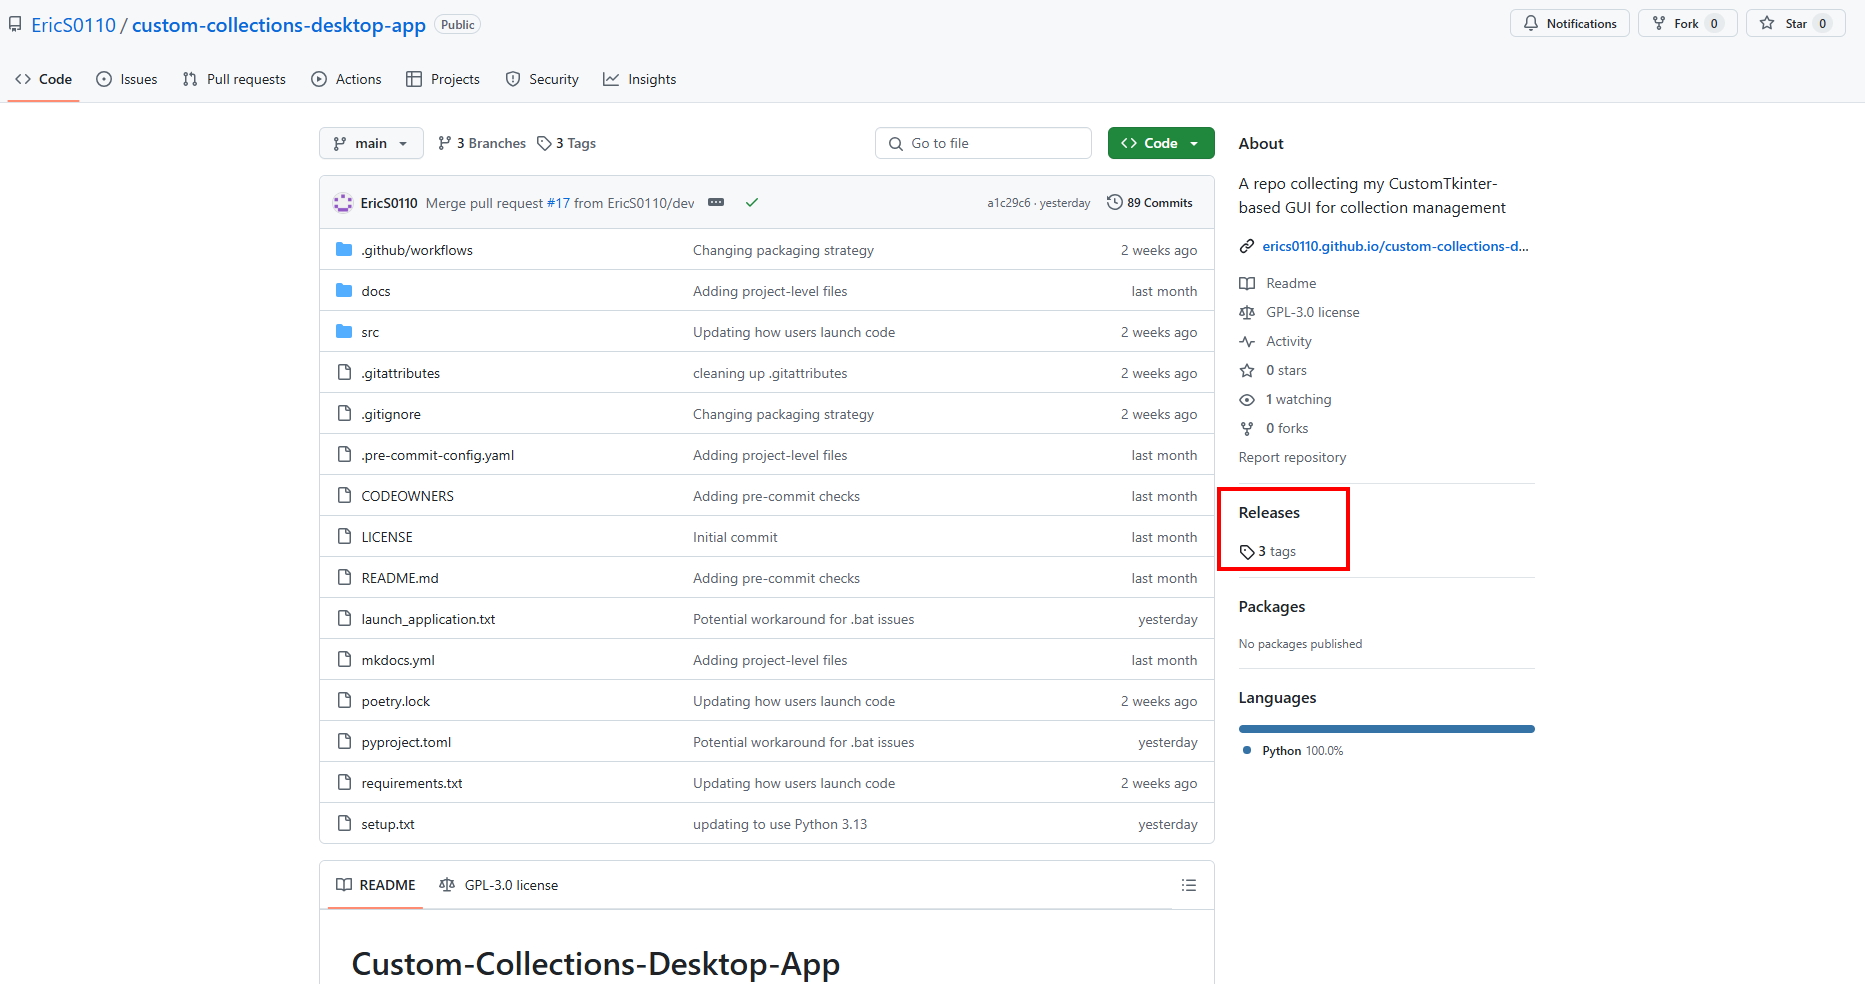 EricS0110 / custom-collections-desktop-app Public
Notifications Fork 0 Star 0
Code Issues Pull requests Actions Projects Security Insights
main 3 Branches 3 Tags Go to file Code
EricS0110 Merge pull request #17 from EricS0110/dev a1c29c6 · yesterday 89 Commits
.github/workflows Changing packaging strategy 2 weeks ago
docs Adding project-level files last month
src Updating how users launch code 2 weeks ago
.gitattributes cleaning up .gitattributes 2 weeks ago
.gitignore Changing packaging strategy 2 weeks ago
.pre-commit-config.yaml Adding project-level files last month
CODEOWNERS Adding pre-commit checks last month
LICENSE Initial commit last month
README.md Adding pre-commit checks last month
launch_application.txt Potential workaround for .bat issues yesterday
mkdocs.yml Adding project-level files last month
poetry.lock Updating how users launch code 2 weeks ago
pyproject.toml Potential workaround for .bat issues yesterday
requirements.txt Updating how users launch code 2 weeks ago
setup.txt updating to use Python 3.13 yesterday
README GPL-3.0 license
Custom-Collections-Desktop-App
About
A repo collecting my CustomTkinter-
based GUI for collection management
erics0110.github.io/custom-collections-d...
Readme
GPL-3.0 license
Activity
0 stars
1 watching
0 forks
Report repository
Releases
3 tags
Packages
No packages published
Languages
Python 100.0%